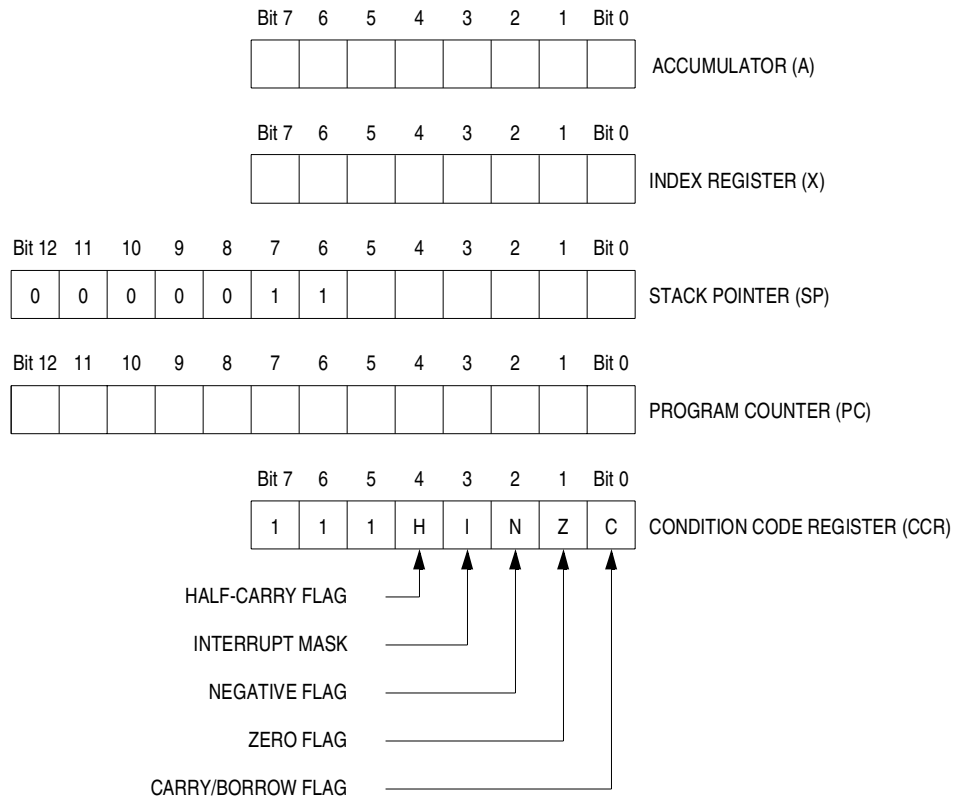 Bit 7 6 5 4 3 2 1 Bit 0
ACCUMULATOR (A)
Bit 7 6 5 4 3 2 1 Bit 0
INDEX REGISTER (X)
Bit 12 11 10 9 8 7 6 5 4 3 2 1 Bit 0
0 0 0 0 0 1 1 STACK POINTER (SP)
Bit 12 11 10 9 8 7 6 5 4 3 2 1 Bit 0
PROGRAM COUNTER (PC)
Bit 7 6 5 4 3 2 1 Bit 0
1 1 1 H I N Z C CONDITION CODE REGISTER (CCR)
HALF-CARRY FLAG
INTERRUPT MASK
NEGATIVE FLAG
ZERO FLAG
CARRY/BORROW FLAG